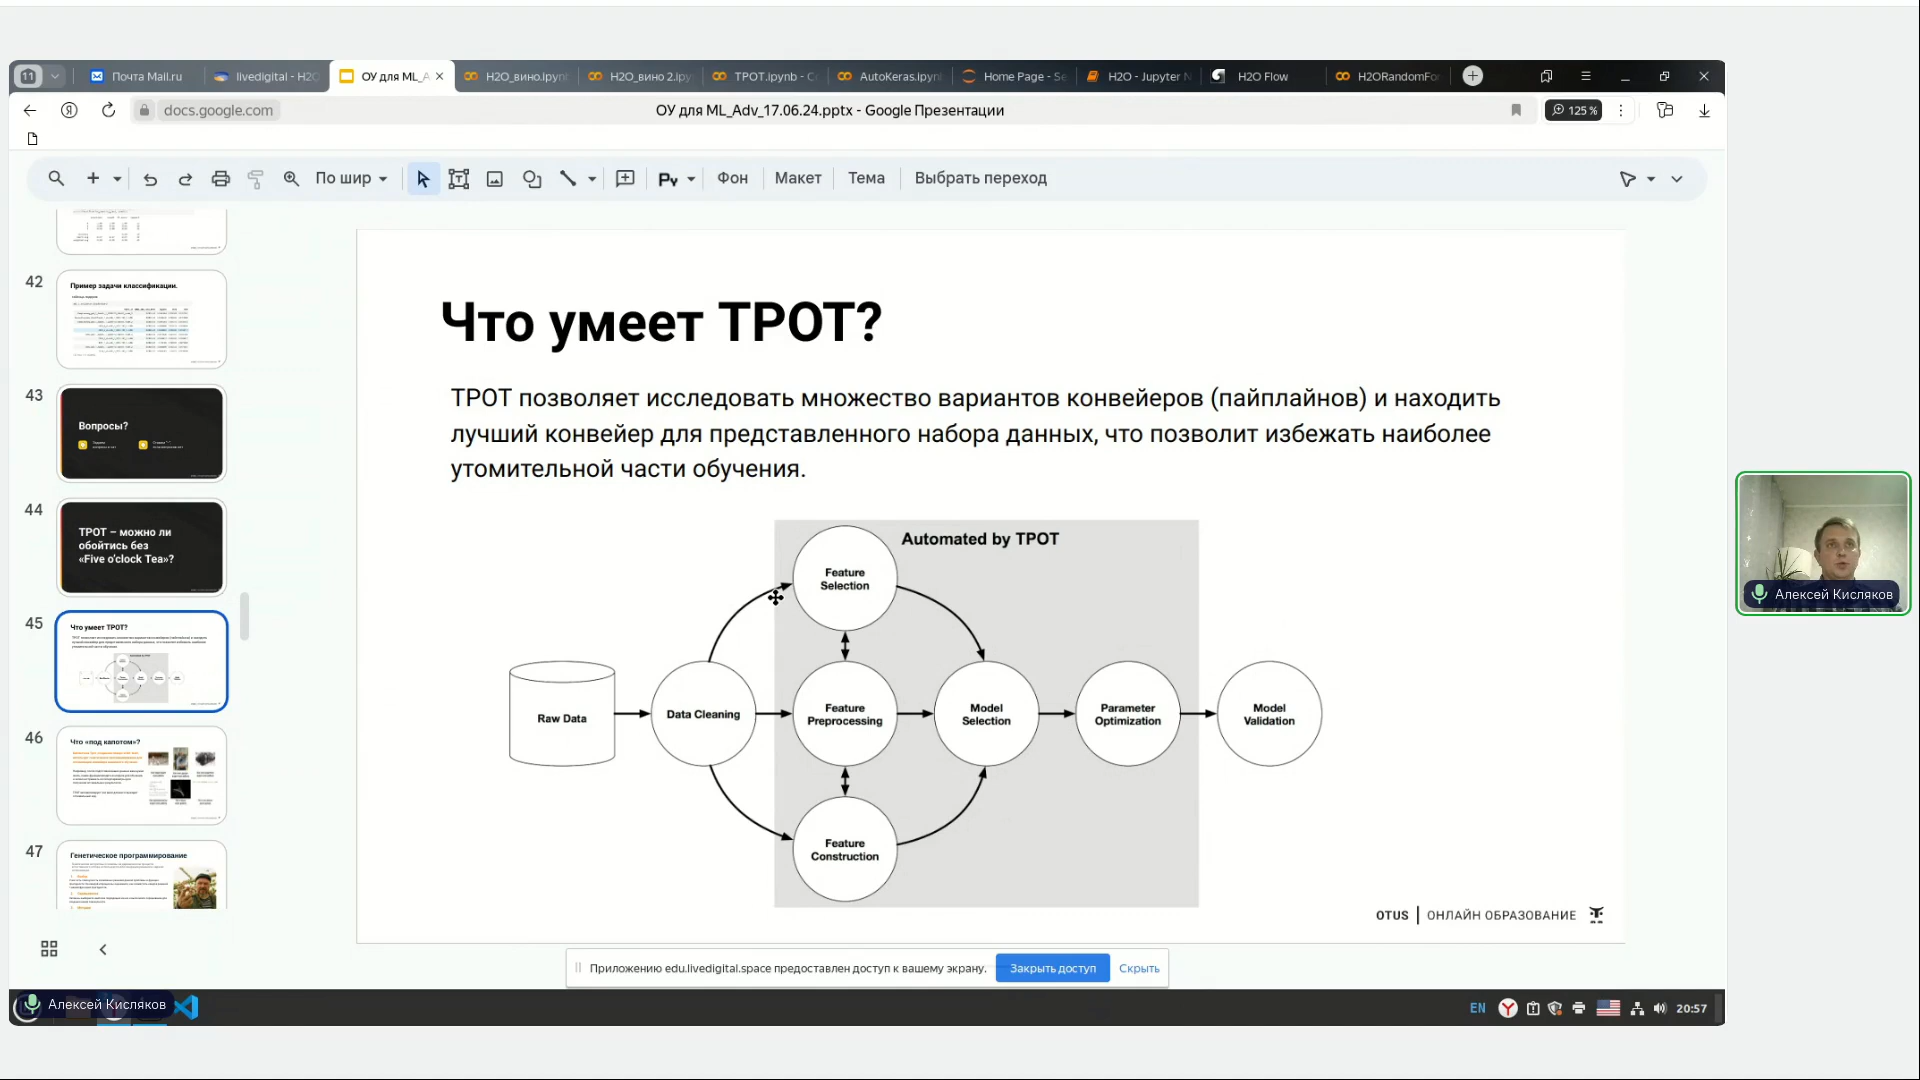 11
Почта Mail.ru
livedigital - H2O
ОУ для ML_A
H2O_вино.ipyn
H2O_вино 2.ipy
TPOT.ipynb - C
AutoKeras.ipyn
Home Page - Se
H2O - Jupyter N
H2O Flow
H2ORandomFo
docs.google.com
ОУ для ML_Adv_17.06.24.pptx - Google Презентации
125 %
По шир
Фон
Макет
Тема
Выбрать переход
42
Пример задачи классификации.
43
Вопросы?
44
TPOT – можно ли
обойтись без
«Five o'clock Tea»?
45
Что умеет TPOT?
46
Что «под капотом»?
47
Генетическое программирование
Что умеет TPOT?
TPOT позволяет исследовать множество вариантов конвейеров (пайплайнов) и находить
лучший конвейер для представленного набора данных, что позволит избежать наиболее
утомительной части обучения.
Automated by TPOT
Feature
Selection
Raw Data
Data Cleaning
Feature
Preprocessing
Model
Selection
Parameter
Optimization
Model
Validation
Feature
Construction
OTUS | ОНЛАЙН ОБРАЗОВАНИЕ
Приложению edu.livedigital.space предоставлен доступ к вашему экрану.
Закрыть доступ
Скрыть
Алексей Кисляков
EN
20:57
Алексей Кисляков